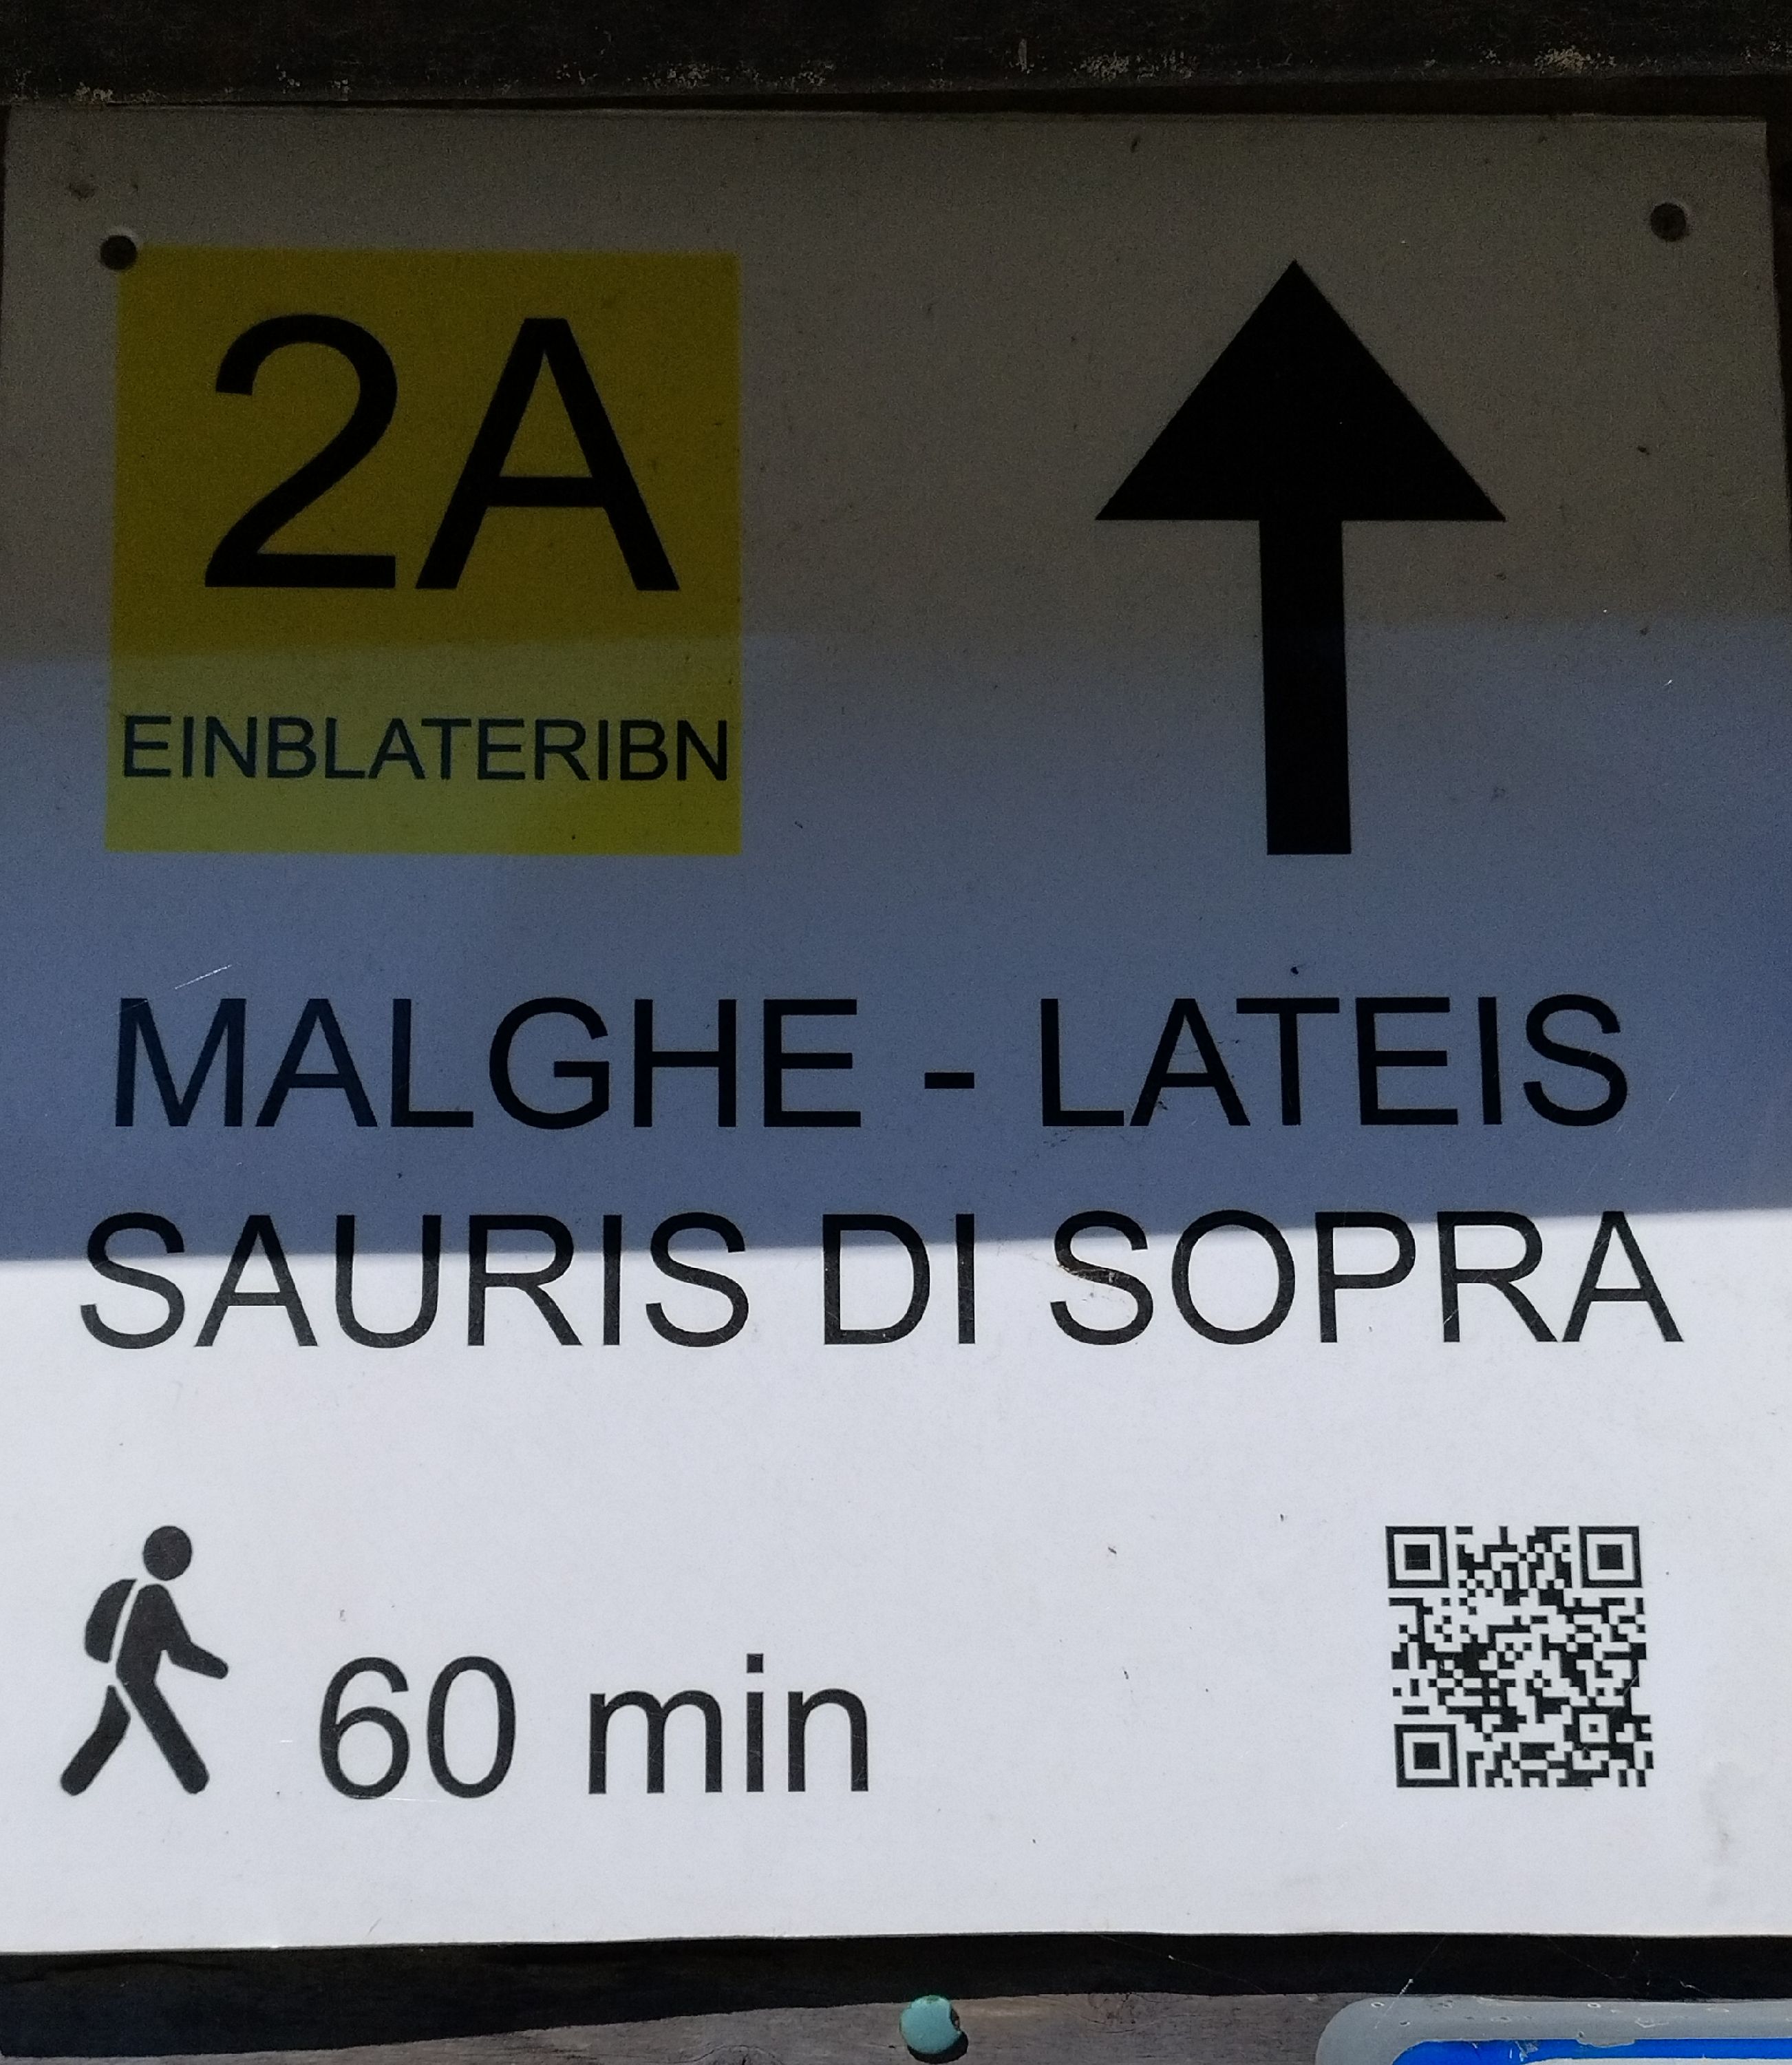 2A
EINBLATERIBN
MALGHE - LATEIS
SAURIS DI SOPRA
60 min